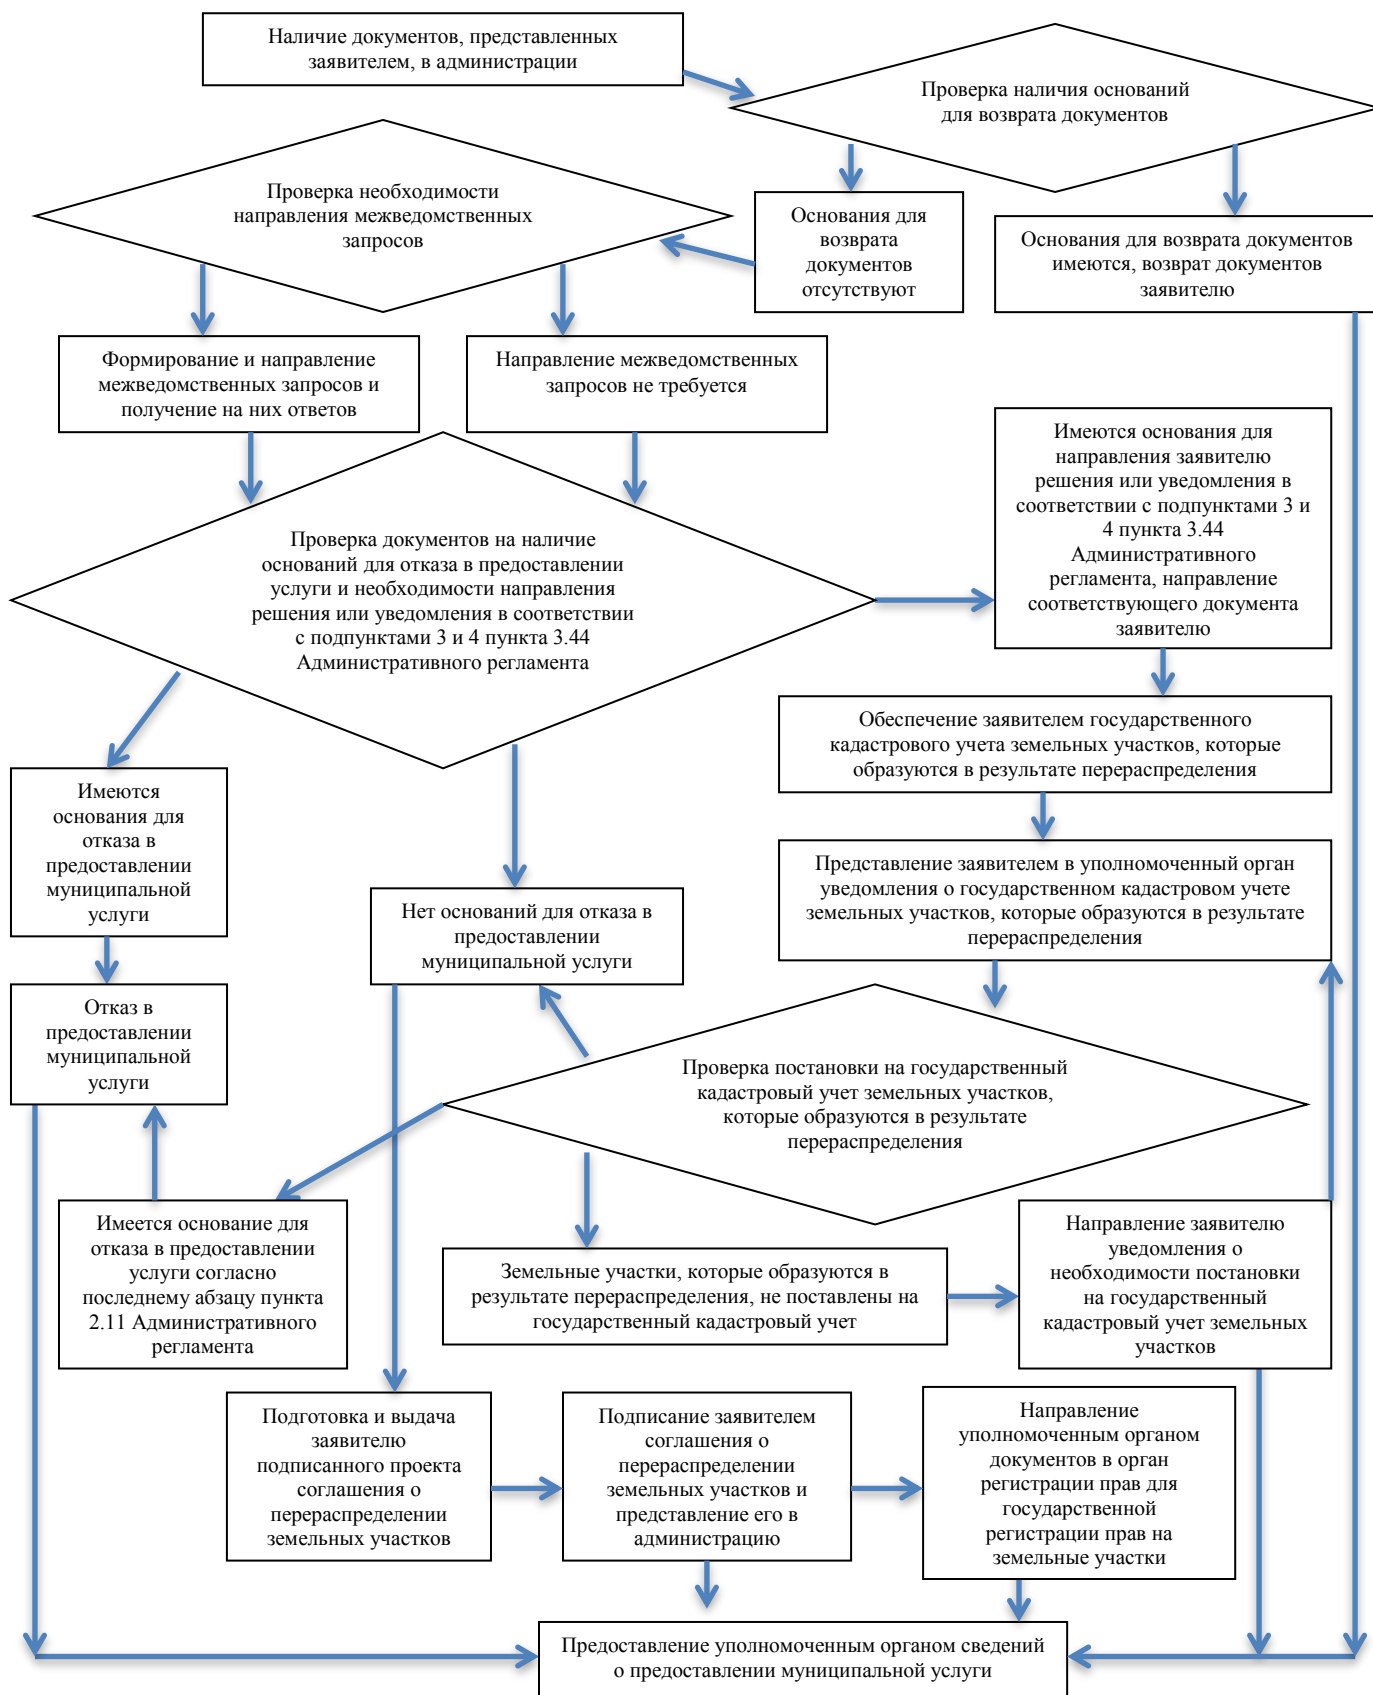 Наличие документов, представленных
заявителем, в администрации
Проверка наличия оснований
для возврата документов
Проверка необходимости
направления межведомственных
запросов
Основания для
возврата
документов
отсутствуют
Основания для возврата документов
имеются, возврат документов
заявителю
Формирование и направление
межведомственных запросов и
получение на них ответов
Направление межведомственных
запросов не требуется
Имеются основания для
направления заявителю
решения или уведомления в
соответствии с подпунктами 3 и
4 пункта 3.44
Административного
регламента, направление
соответствующего документа
заявителю
Проверка документов на наличие
оснований для отказа в предоставлении
услуги и необходимости направления
решения или уведомления в соответствии
с подпунктами 3 и 4 пункта 3.44
Административного регламента
Обеспечение заявителем государственного
кадастрового учета земельных участков, которые
образуются в результате перераспределения
Имеются
основания для
отказа в
предоставлении
муниципальной
услуги
Представление заявителем в уполномоченный орган
уведомления о государственном кадастровом учете
земельных участков, которые образуются в результате
перераспределения
Нет оснований для отказа в
предоставлении
муниципальной услуги
Отказ в
предоставлении
муниципальной
услуги
Проверка постановки на государственный
кадастровый учет земельных участков,
которые образуются в результате
перераспределения
Имеется основание для
отказа в предоставлении
услуги согласно
последнему абзацу пункта
2.11 Административного
регламента
Земельные участки, которые образуются в
результате перераспределения, не поставлены на
государственный кадастровый учет
Направление заявителю
уведомления о
необходимости постановки
на государственный
кадастровый учет земельных
участков
Подготовка и выдача
заявителю
подписанного проекта
соглашения о
перераспределении
земельных участков
Подписание заявителем
соглашения о
перераспределении
земельных участков и
представление его в
администрацию
Направление
уполномоченным органом
документов в орган
регистрации прав для
государственной
регистрации прав на
земельные участки
Предоставление уполномоченным органом сведений
о предоставлении муниципальной услуги